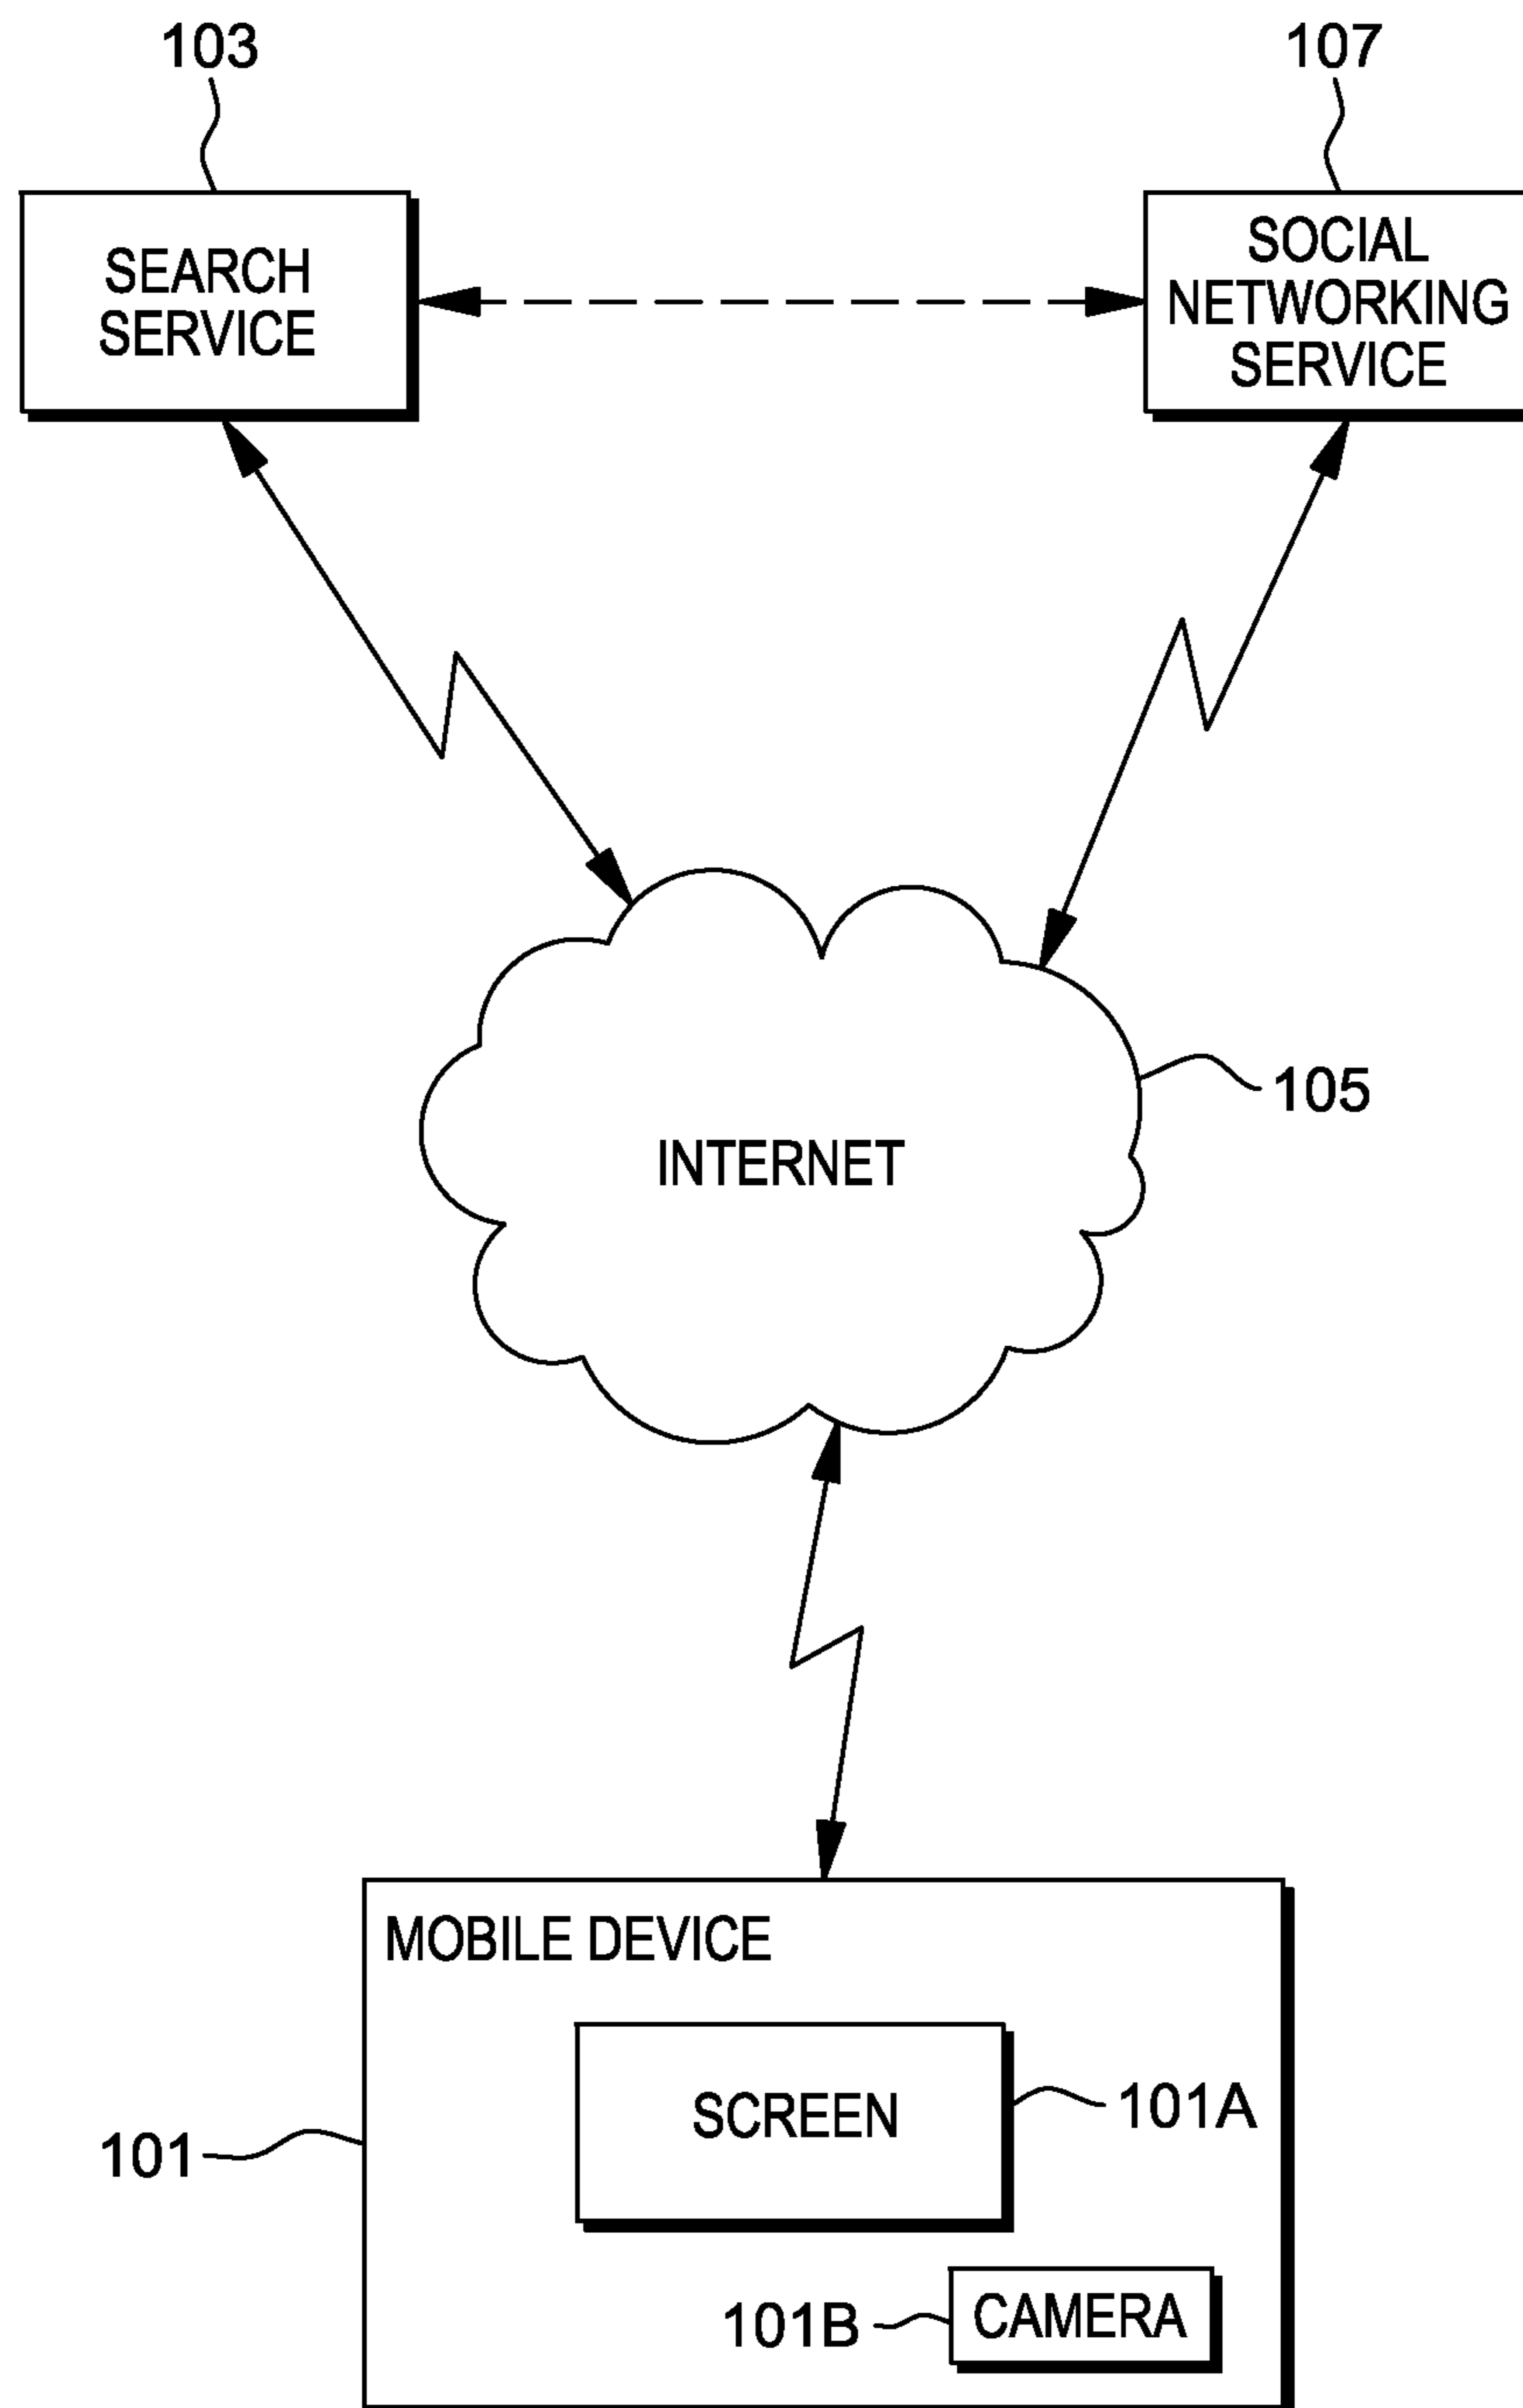 103
107
SEARCH
SERVICE
SOCIAL
NETWORKING
SERVICE
105
INTERNET
MOBILE DEVICE
SCREEN
101A
101
101B
CAMERA